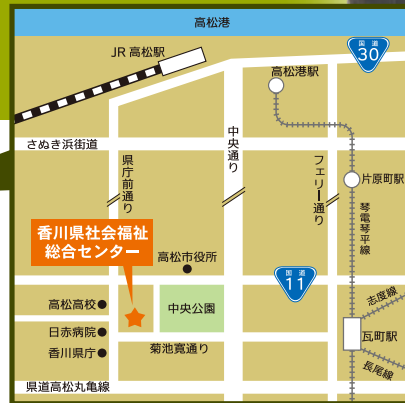 高松港
JR高松駅
国道
30
高松港駅
さぬき浜街道
県庁前通り
中央通り
フェリー通り
片原町駅
琴電琴平線
香川県社会福祉
総合センター
高松市役所
国道
11
高松高校
中央公園
志度線
日赤病院
瓦町駅
香川県庁
菊池寛通り
長尾線
県道高松丸亀線